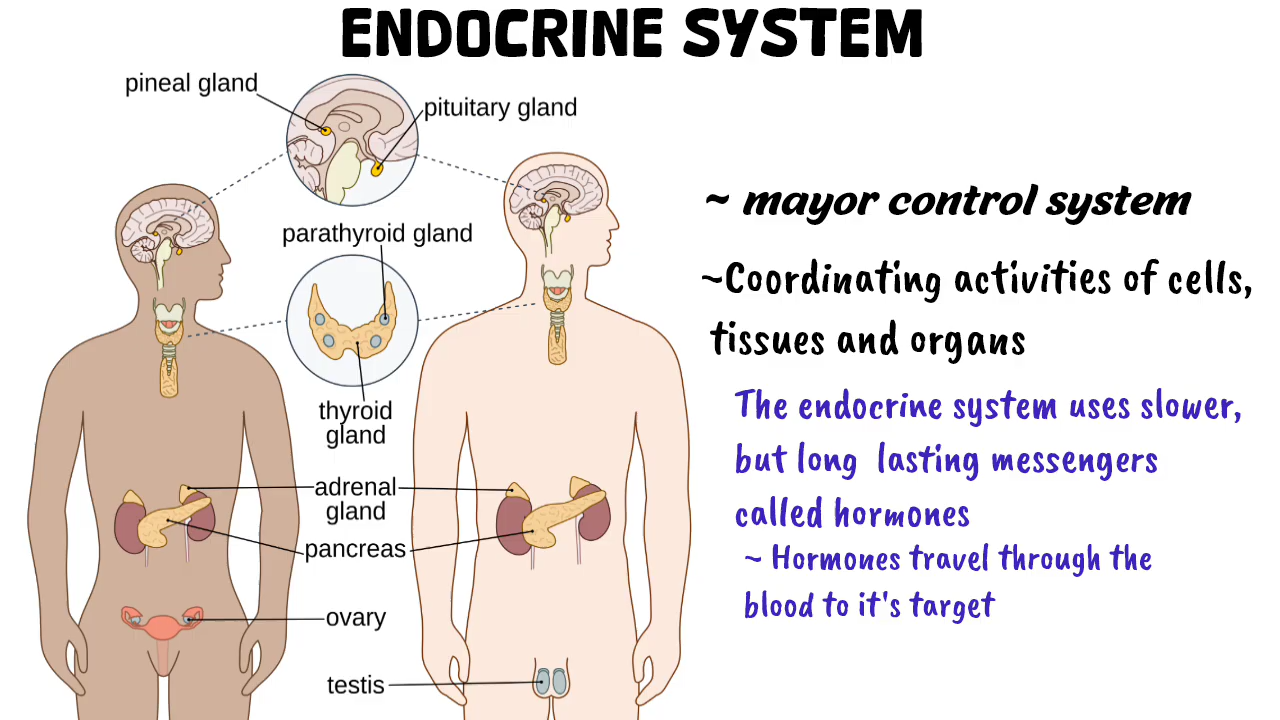 ENDOCRINE SYSTEM
pineal gland
pituitary gland
parathyroid gland
thyroid
gland
adrenal
gland
pancreas
ovary
testis
~ mayor control system
~Coordinating activities of cells,
tissues and organs
The endocrine system uses slower,
but long lasting messengers
called hormones
~ Hormones travel through the
blood to it's target